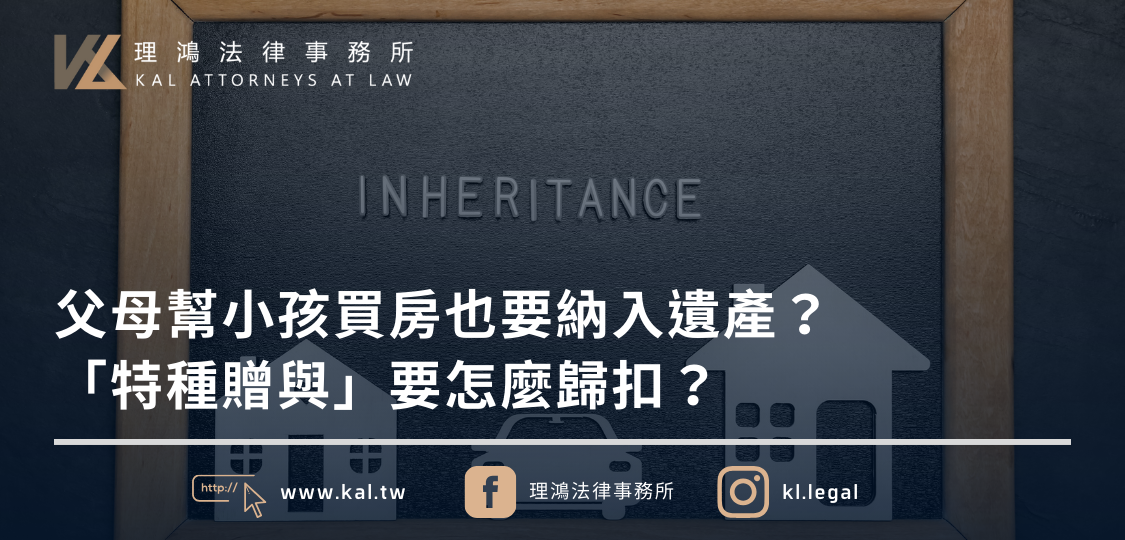 理鴻法律事務所
KAL ATTORNEYS AT LAW
INHERITANCE
父母幫小孩買房也要納入遺產？
「特種贈與」要怎麼歸扣？
http://
www.kal.tw
理鴻法律事務所
kl.legal